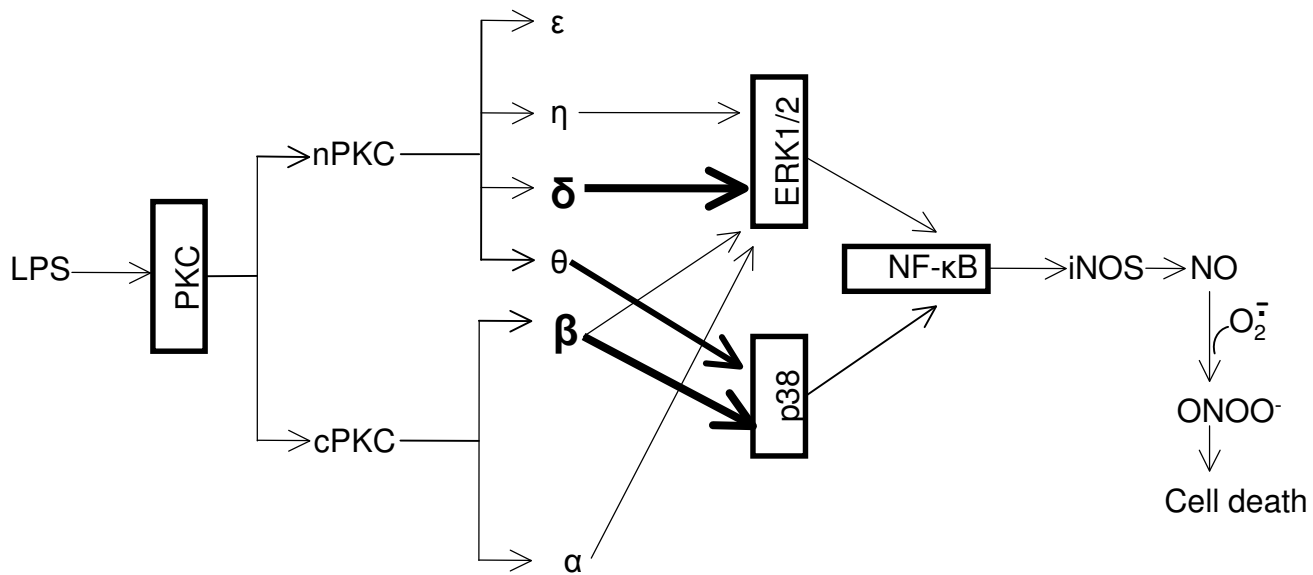 ε
η
δ
θ
β
α
nPKC
cPKC
LPS
PKC
ERK1/2
p38
NF-κB
iNOS
NO
O₂⁻̇
ONOO⁻
Cell death